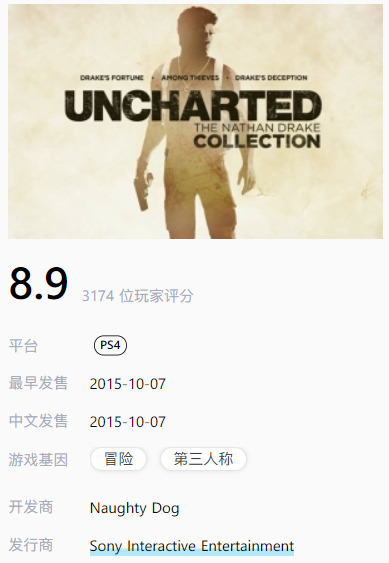 DRAKE'S FORTUNE • AMONG THIEVES • DRAKE'S DECEPTION
UNCHARTED
THE NATHAN DRAKE
COLLECTION
8.9 3174 位玩家评分
平台 PS4
最早发售 2015-10-07
中文发售 2015-10-07
游戏基因 冒险 第三人称
开发商 Naughty Dog
发行商 Sony Interactive Entertainment